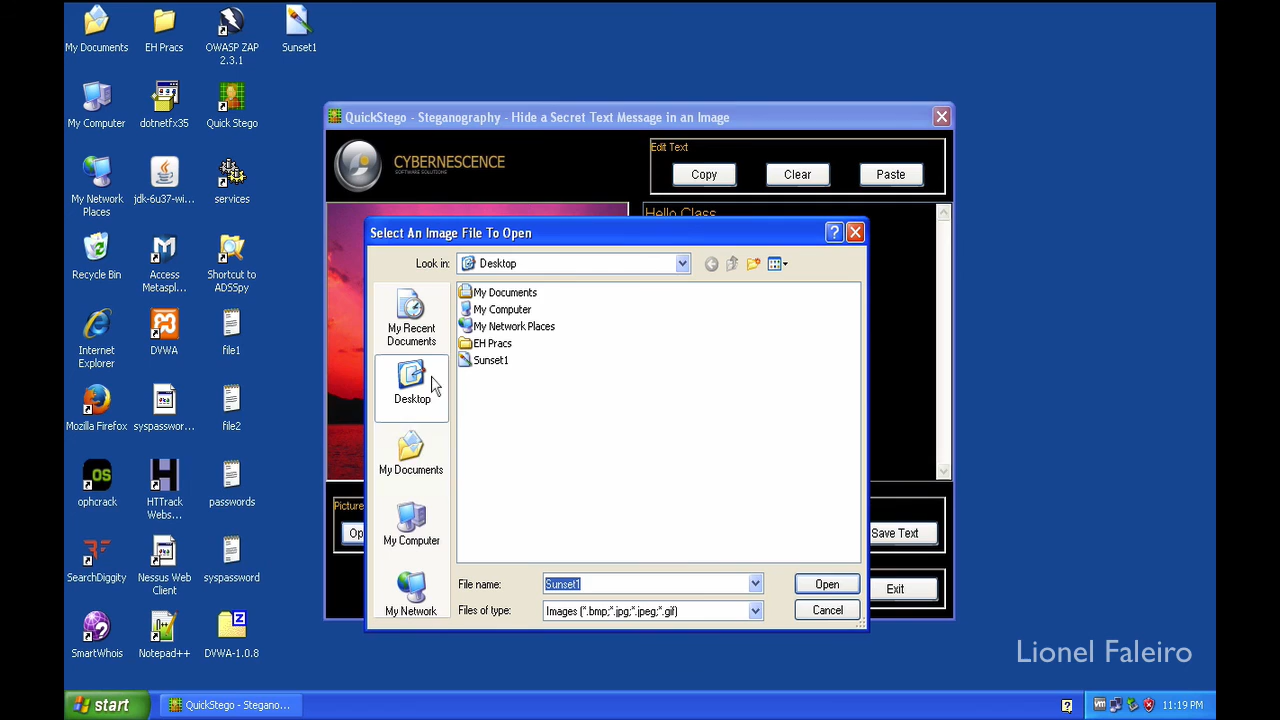 My Documents
EH Pracs
OWASP ZAP
2.3.1
Sunset1
My Computer
dotnetfx35
Quick Stego
My Network
Places
jdk-6u37-wi...
services
Recycle Bin
Access
Metaspl...
Shortcut to
ADSSpy
Internet
Explorer
DVWA
file1
Mozilla Firefox
syspasswor...
file2
ophcrack
HTTrack
Webs...
passwords
SearchDiggity
Nessus Web
Client
syspassword
SmartWhois
Notepad++
DVWA-1.0.8
QuickStego - Steganography - Hide a Secret Text Message in an Image
CYBERNESCENCE
SOFTWARE SOLUTIONS
Edit Text
Copy
Clear
Paste
Hello Class
Select An Image File To Open
Look in:
Desktop
My Recent
Documents
Desktop
My Documents
My Computer
My Network
My Documents
My Computer
My Network Places
EH Pracs
Sunset1
File name:
Sunset1
Open
Files of type:
Images (*.bmp;*.jpg;*.jpeg;*.gif)
Cancel
Picture
Op
Save Text
Exit
Lionel Faleiro
start
QuickStego - Stegano...
11:19 PM